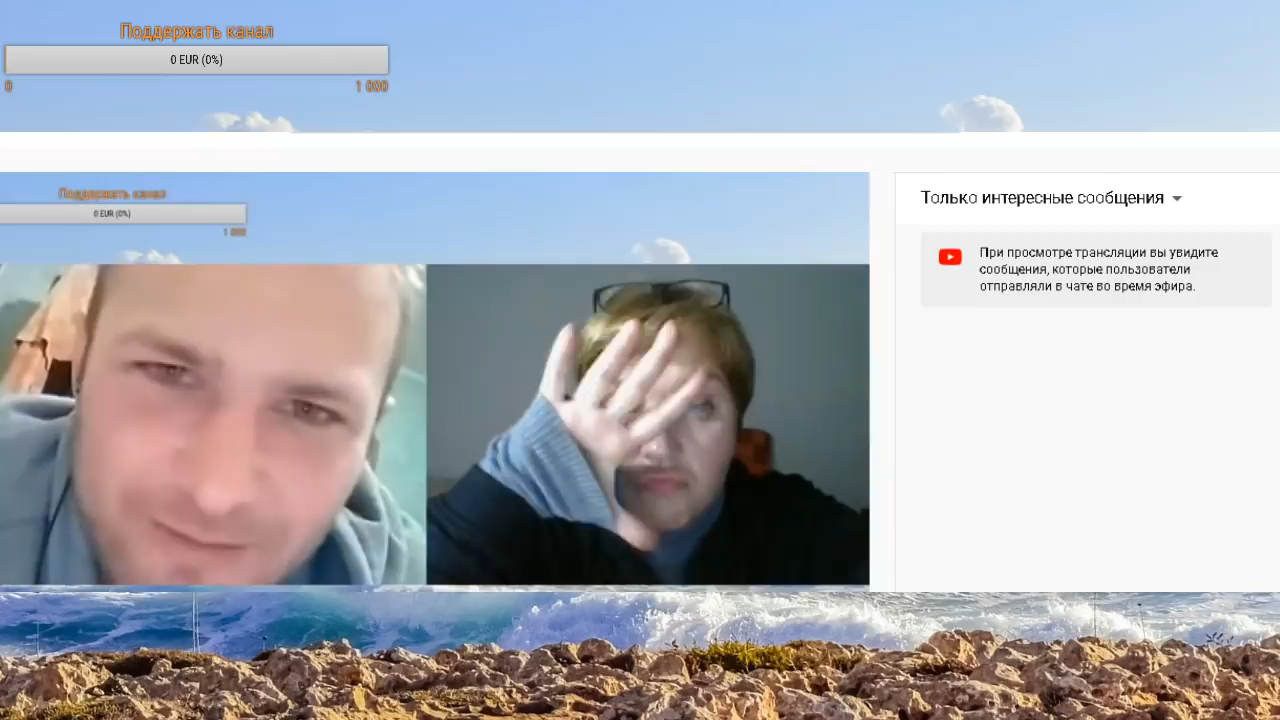 Поддержать канал
0 EUR (0%)
0
1 000
Поддержать канал
0 EUR (0%)
1 000
Только интересные сообщения
При просмотре трансляции вы увидите
сообщения, которые пользователи
отправляли в чате во время эфира.